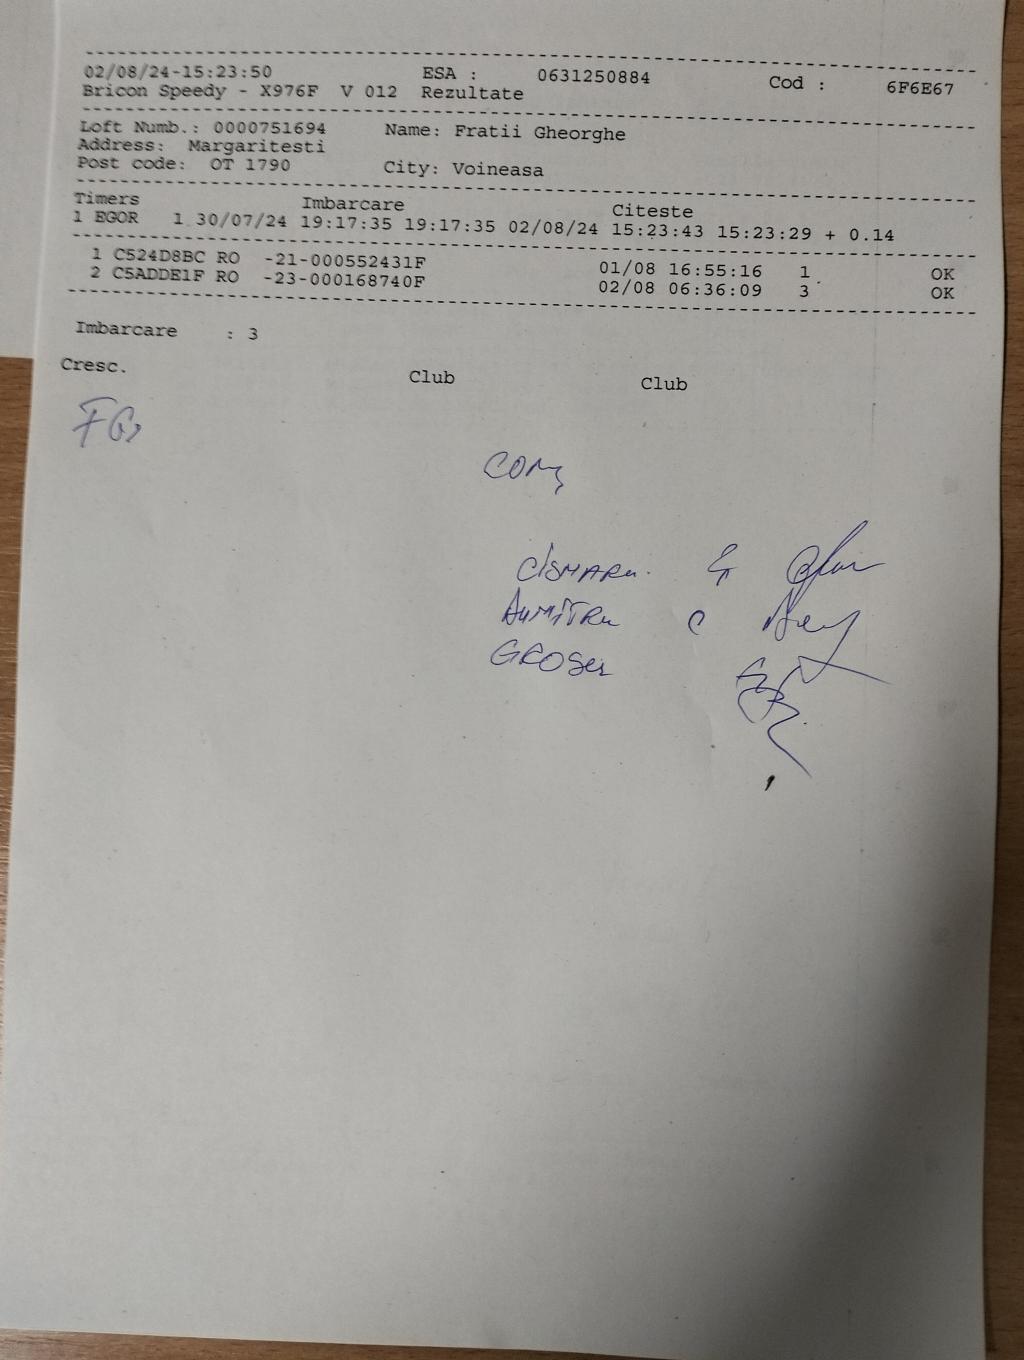 02/08/24-15:23:50 ESA : 0631250884 Cod : 6F6E67
Bricon Speedy - X976F V 012 Rezultate
Loft Numb.: 0000751694 Name: Fratii Gheorghe
Address: Margaritesti
Post code: OT 1790 City: Voineasa
Timers Imbarcare Citeste
1 EGOR 1 30/07/24 19:17:35 19:17:35 02/08/24 15:23:43 15:23:29 + 0.14
1 C524D8BC RO -21-000552431F 01/08 16:55:16 1 OK
2 C5ADDE1F RO -23-000168740F 02/08 06:36:09 3 OK
Imbarcare : 3
Cresc. Club Club
FG
CISMARu. G
DuMiTRu C
GROSu